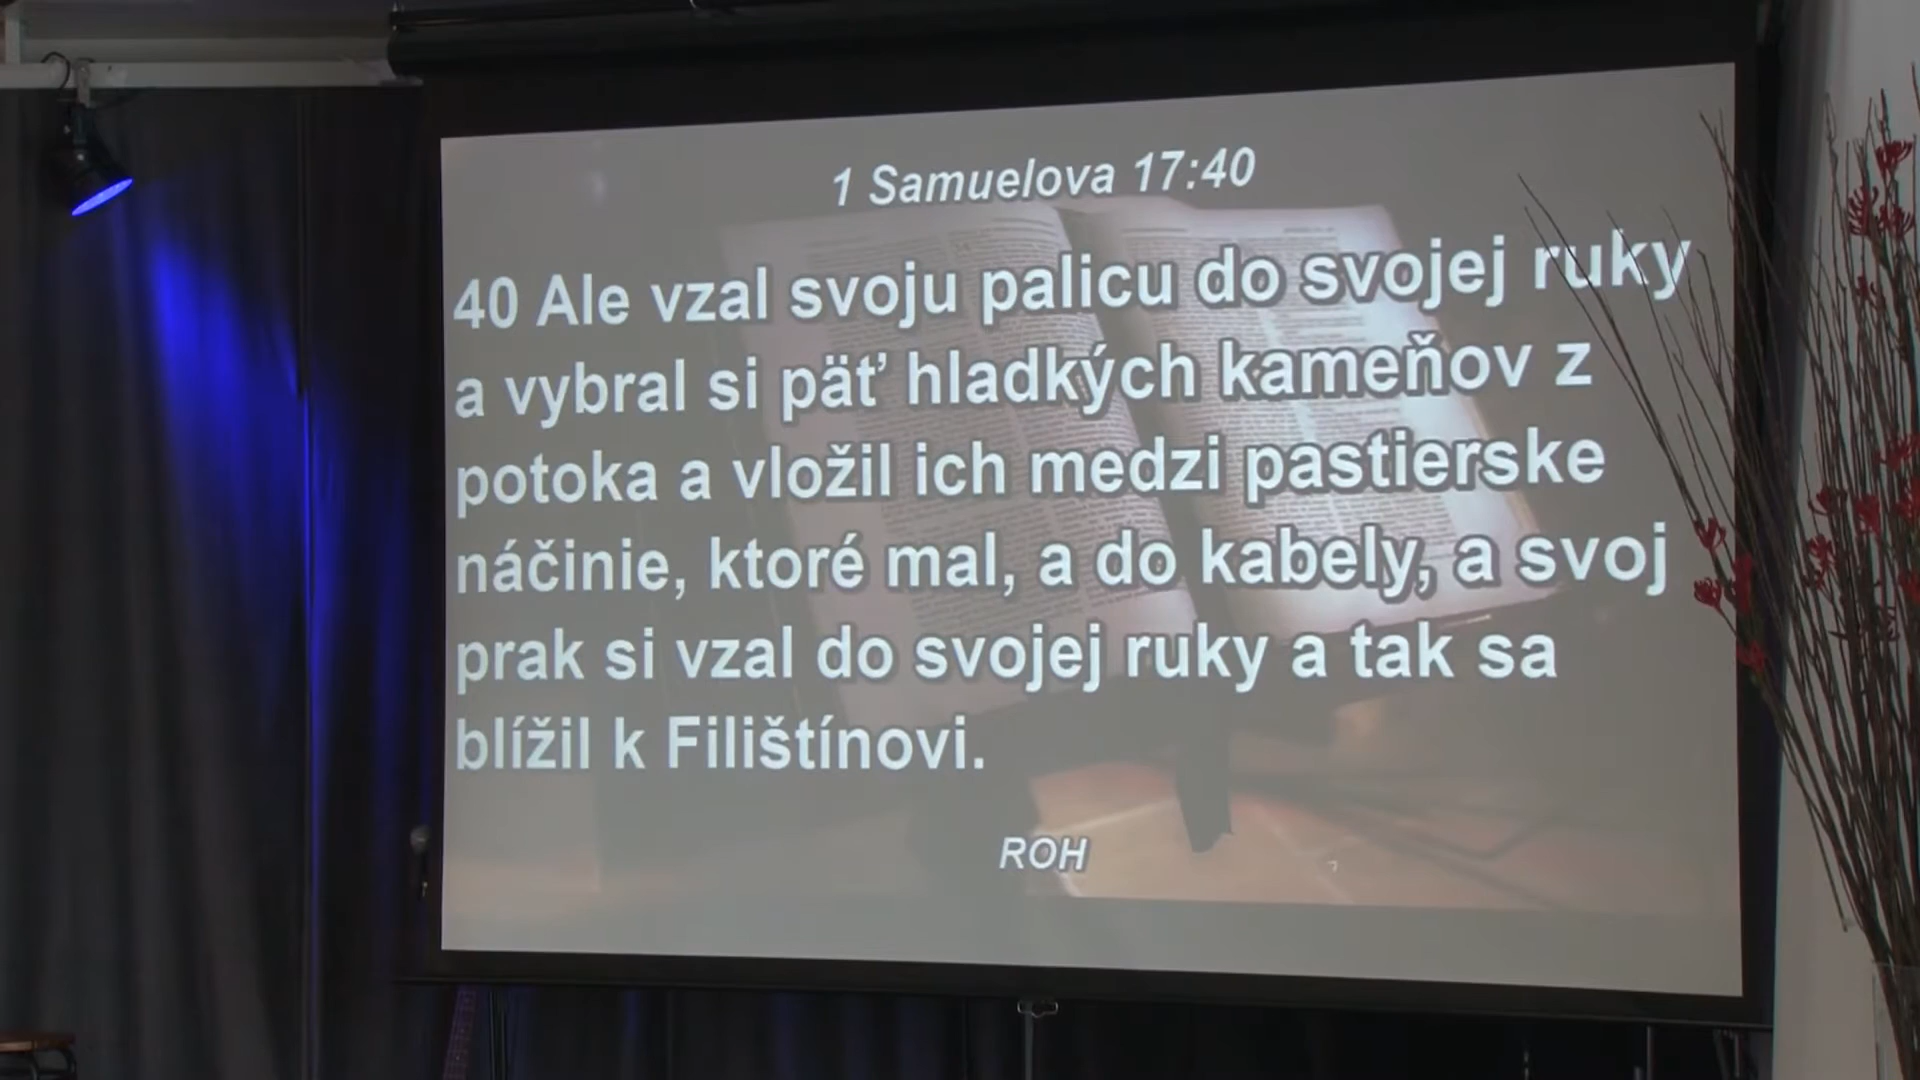 1 Samuelova 17:40
40 Ale vzal svoju palicu do svojej ruky
a vybral si päť hladkých kameňov z
potoka a vložil ich medzi pastierske
náčinie, ktoré mal, a do kabely, a svoj
prak si vzal do svojej ruky a tak sa
blížil k Filištínovi.
ROH